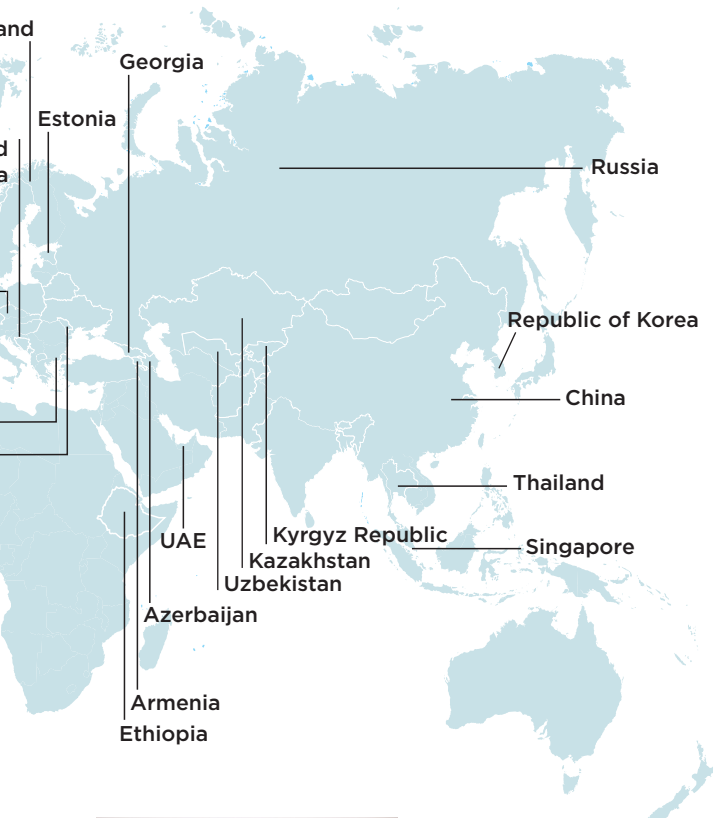 and
Georgia
Estonia
d
a
Russia
Republic of Korea
China
Thailand
Kyrgyz Republic
UAE
Singapore
Kazakhstan
Uzbekistan
Azerbaijan
Armenia
Ethiopia